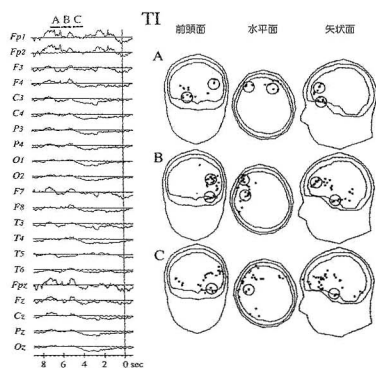 A B C
TI
前頭面 水平面 矢状面
Fp1
Fp2
F3
F4
C3
C4
P3
P4
O1
O2
F7
F8
T3
T4
T5
T6
Fpz
Fz
Cz
Pz
Oz
8 6 4 2 0 sec
A
B
C